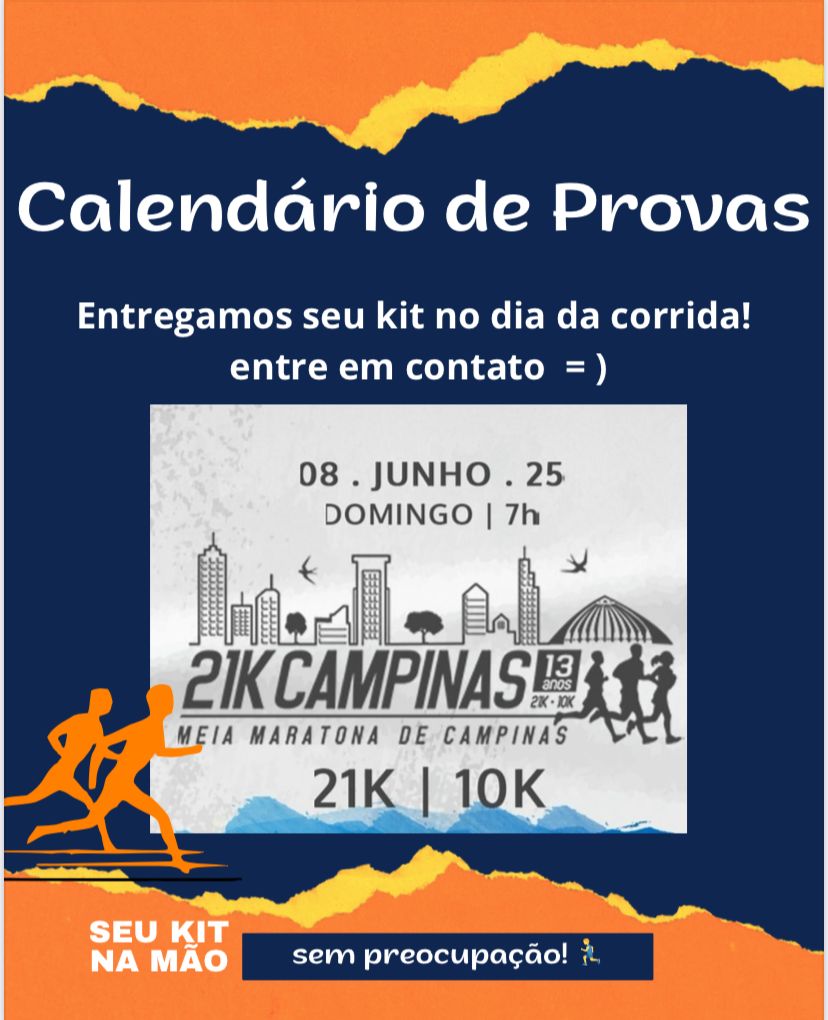 Calendário de Provas
Entregamos seu kit no dia da corrida!
entre em contato = )
08 . JUNHO . 25
DOMINGO | 7h
21K CAMPINAS
13
anos
21K • 10K
MEIA MARATONA DE CAMPINAS
21K | 10K
SEU KIT
NA MÃO
sem preocupação! 🏃‍♂️